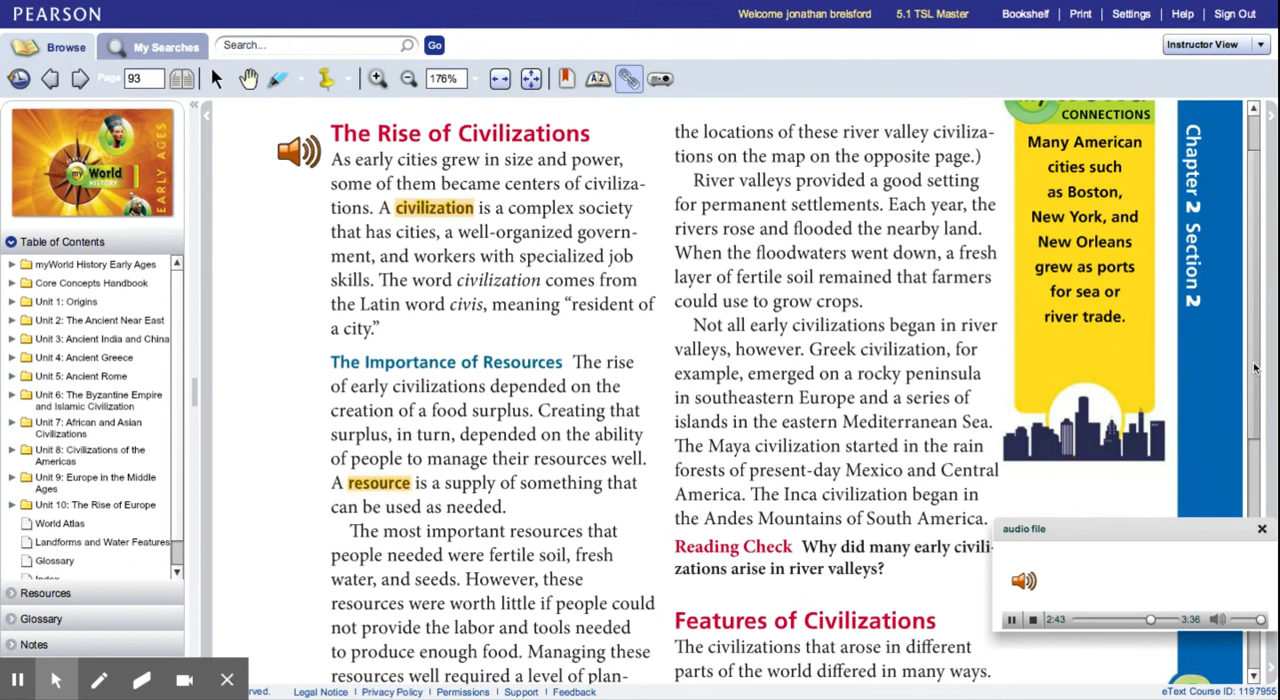 PEARSON
Welcome jonathan brelsford
5.1 TSL Master
Bookshelf | Print | Settings | Help | Sign Out
Browse
My Searches
Search...
Go
Instructor View
Page 93
176%
my World
HISTORY
EARLY AGES
Table of Contents
myWorld History Early Ages
Core Concepts Handbook
Unit 1: Origins
Unit 2: The Ancient Near East
Unit 3: Ancient India and China
Unit 4: Ancient Greece
Unit 5: Ancient Rome
Unit 6: The Byzantine Empire
and Islamic Civilization
Unit 7: African and Asian
Civilizations
Unit 8: Civilizations of the
Americas
Unit 9: Europe in the Middle
Ages
Unit 10: The Rise of Europe
World Atlas
Landforms and Water Features
Glossary
Index
Resources
Glossary
Notes
The Rise of Civilizations
As early cities grew in size and power,
some of them became centers of civiliza-
tions. A civilization is a complex society
that has cities, a well-organized govern-
ment, and workers with specialized job
skills. The word civilization comes from
the Latin word civis, meaning “resident of
a city.”
The Importance of Resources The rise
of early civilizations depended on the
creation of a food surplus. Creating that
surplus, in turn, depended on the ability
of people to manage their resources well.
A resource is a supply of something that
can be used as needed.
The most important resources that
people needed were fertile soil, fresh
water, and seeds. However, these
resources were worth little if people could
not provide the labor and tools needed
to produce enough food. Managing these
resources well required a level of plan-
the locations of these river valley civiliza-
tions on the map on the opposite page.)
River valleys provided a good setting
for permanent settlements. Each year, the
rivers rose and flooded the nearby land.
When the floodwaters went down, a fresh
layer of fertile soil remained that farmers
could use to grow crops.
Not all early civilizations began in river
valleys, however. Greek civilization, for
example, emerged on a rocky peninsula
in southeastern Europe and a series of
islands in the eastern Mediterranean Sea.
The Maya civilization started in the rain
forests of present-day Mexico and Central
America. The Inca civilization began in
the Andes Mountains of South America.
Reading Check Why did many early civili-
zations arise in river valleys?
Features of Civilizations
The civilizations that arose in different
parts of the world differed in many ways.
CONNECTIONS
Many American
cities such
as Boston,
New York, and
New Orleans
grew as ports
for sea or
river trade.
Chapter 2 Section 2
audio file
2:43
3:36
rved.
Legal Notice | Privacy Policy | Permissions | Support | Feedback
eText Course ID: 1197955